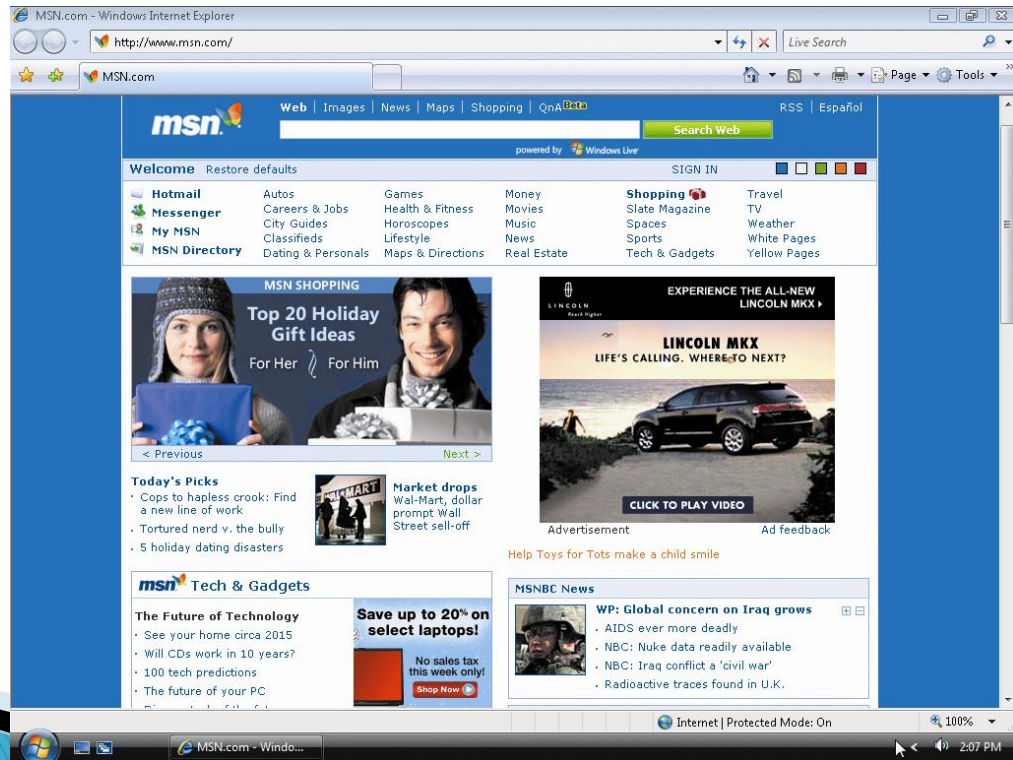 MSN.com - Windows Internet Explorer
http://www.msn.com/
Live Search
MSN.com
Page
Tools
Web | Images | News | Maps | Shopping | QnA Beta
RSS | Español
msn
Search Web
powered by Windows Live
Welcome Restore defaults
SIGN IN
Hotmail Autos Games Money Shopping Travel
Messenger Careers & Jobs Health & Fitness Movies Slate Magazine TV
My MSN City Guides Horoscopes Music Spaces Weather
MSN Directory Classifieds Lifestyle News Sports White Pages
Dating & Personals Maps & Directions Real Estate Tech & Gadgets Yellow Pages
MSN SHOPPING
Top 20 Holiday
Gift Ideas
For Her For Him
< Previous
Next >
LINCOLN
Reach Higher
EXPERIENCE THE ALL-NEW
LINCOLN MKX
LINCOLN MKX
LIFE'S CALLING. WHERE TO NEXT?
CLICK TO PLAY VIDEO
Advertisement
Ad feedback
Today's Picks
Cops to hapless crook: Find
a new line of work
Tortured nerd v. the bully
5 holiday dating disasters
WAL★MART
Market drops
Wal-Mart, dollar
prompt Wall
Street sell-off
Help Toys for Tots make a child smile
msn Tech & Gadgets
The Future of Technology
See your home circa 2015
Will CDs work in 10 years?
100 tech predictions
The future of your PC
Save up to 20% on
select laptops!
No sales tax
this week only!
Shop Now
MSNBC News
WP: Global concern on Iraq grows
AIDS ever more deadly
NBC: Nuke data readily available
NBC: Iraq conflict a 'civil war'
Radioactive traces found in U.K.
Internet | Protected Mode: On
100%
MSN.com - Windo...
2:07 PM